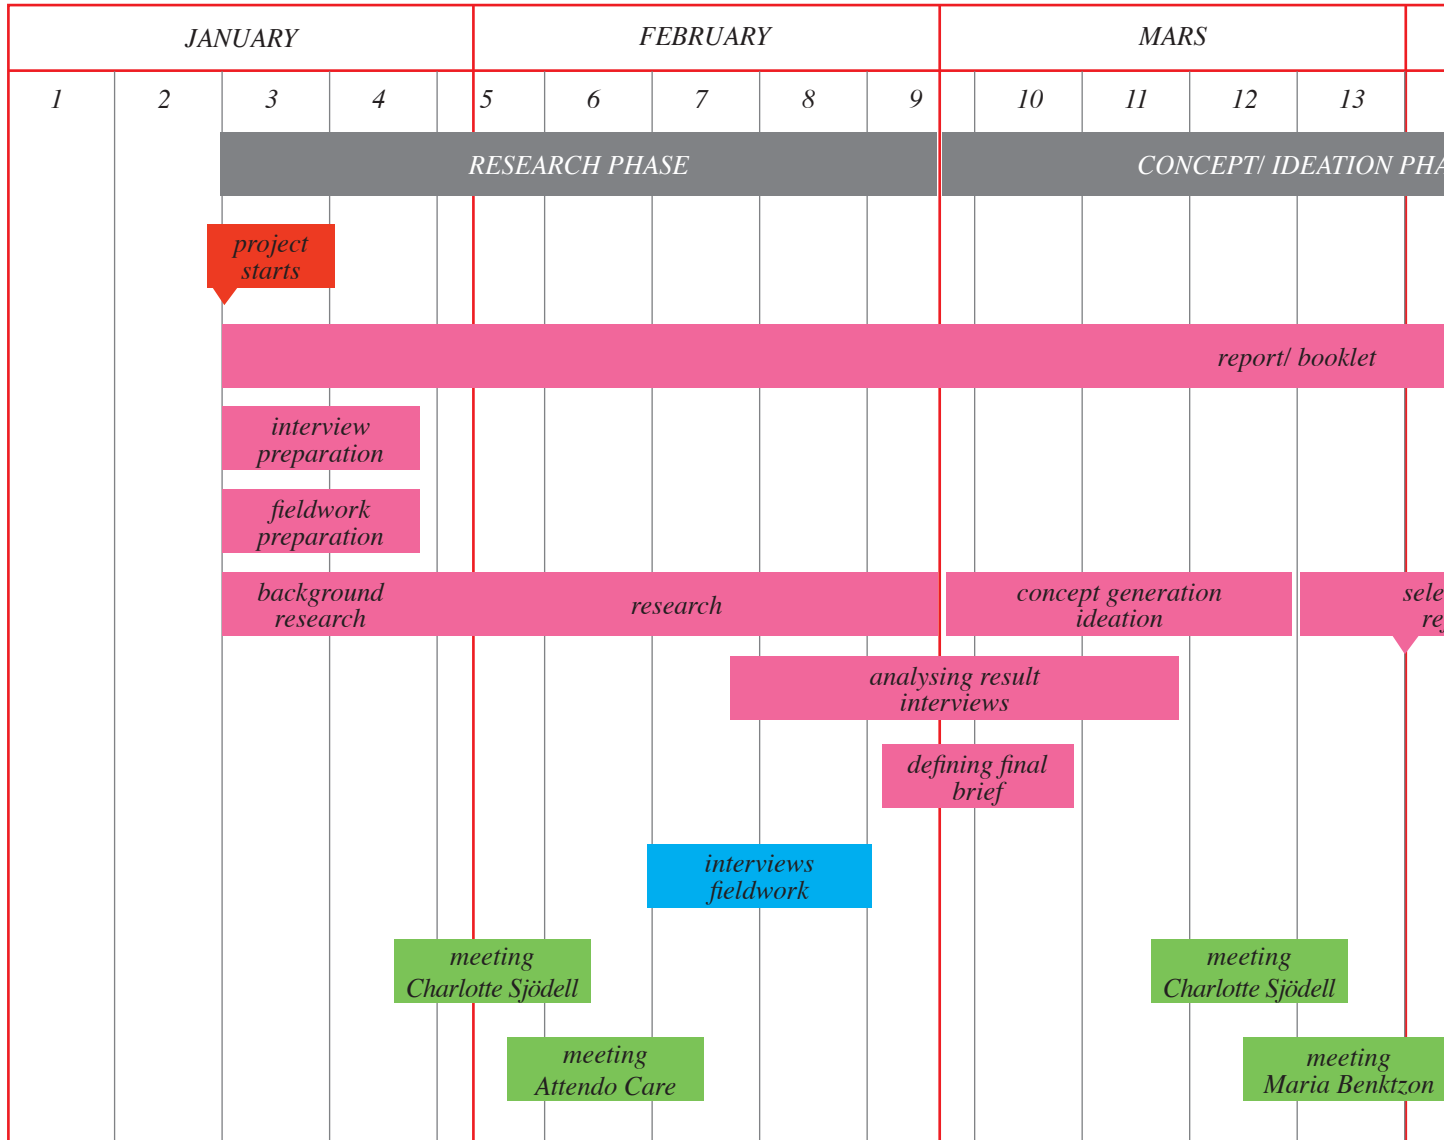 JANUARY FEBRUARY MARS
1 2 3 4 5 6 7 8 9 10 11 12 13
RESEARCH PHASE CONCEPT/ IDEATION
project
starts
report/ booklet
interview
preparation
fieldwork
preparation
background
research
research
concept generation
ideation
analysing result
interviews
defining final
brief
interviews
fieldwork
meeting
Charlotte Sjödell
meeting
Charlotte Sjödell
meeting
Attendo Care
meeting
Maria Benktzon